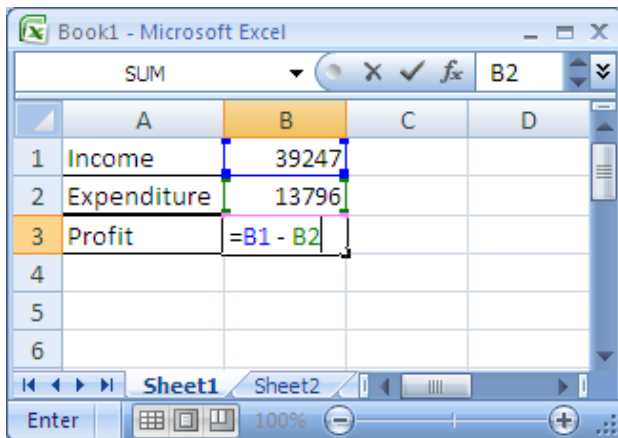 Book1 - Microsoft Excel
SUM fx B2
A B C D
1 Income 39247
2 Expenditure 13796
3 Profit =B1 - B2
4
5
6
Sheet1 Sheet2
Enter 100%